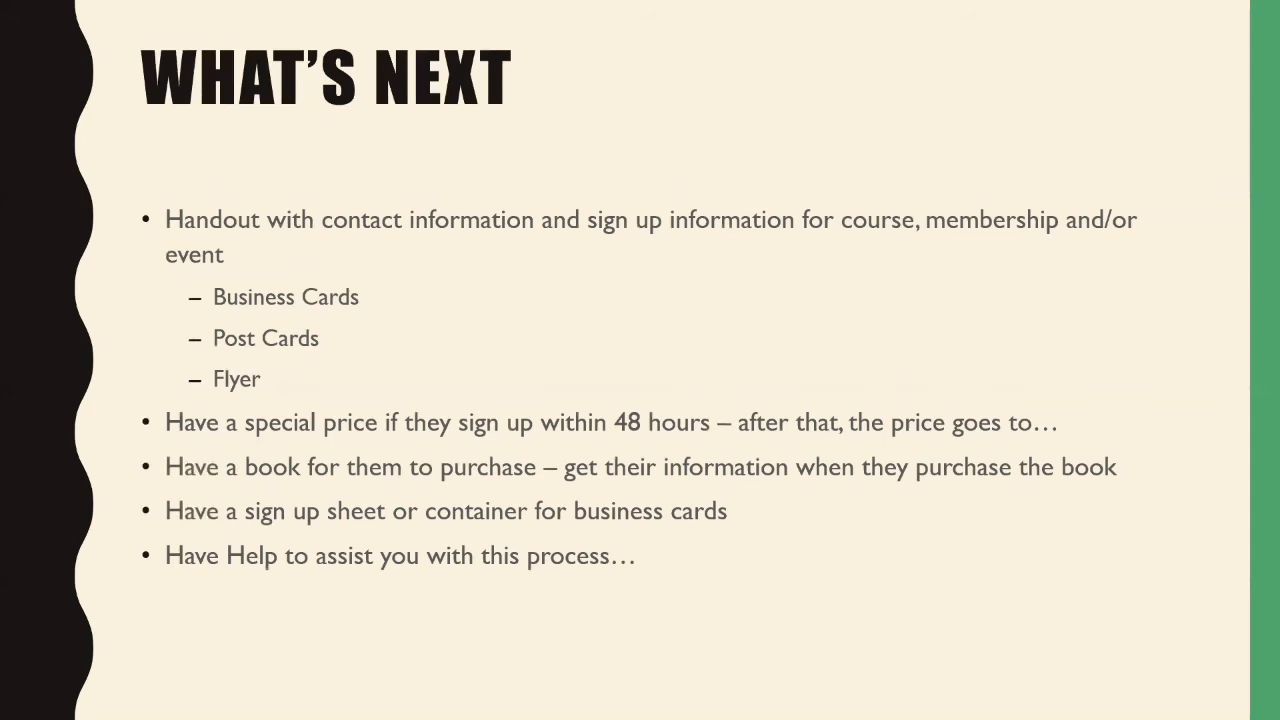 WHAT’S NEXT
• Handout with contact information and sign up information for course, membership and/or
event
– Business Cards
– Post Cards
– Flyer
• Have a special price if they sign up within 48 hours – after that, the price goes to…
• Have a book for them to purchase – get their information when they purchase the book
• Have a sign up sheet or container for business cards
• Have Help to assist you with this process…